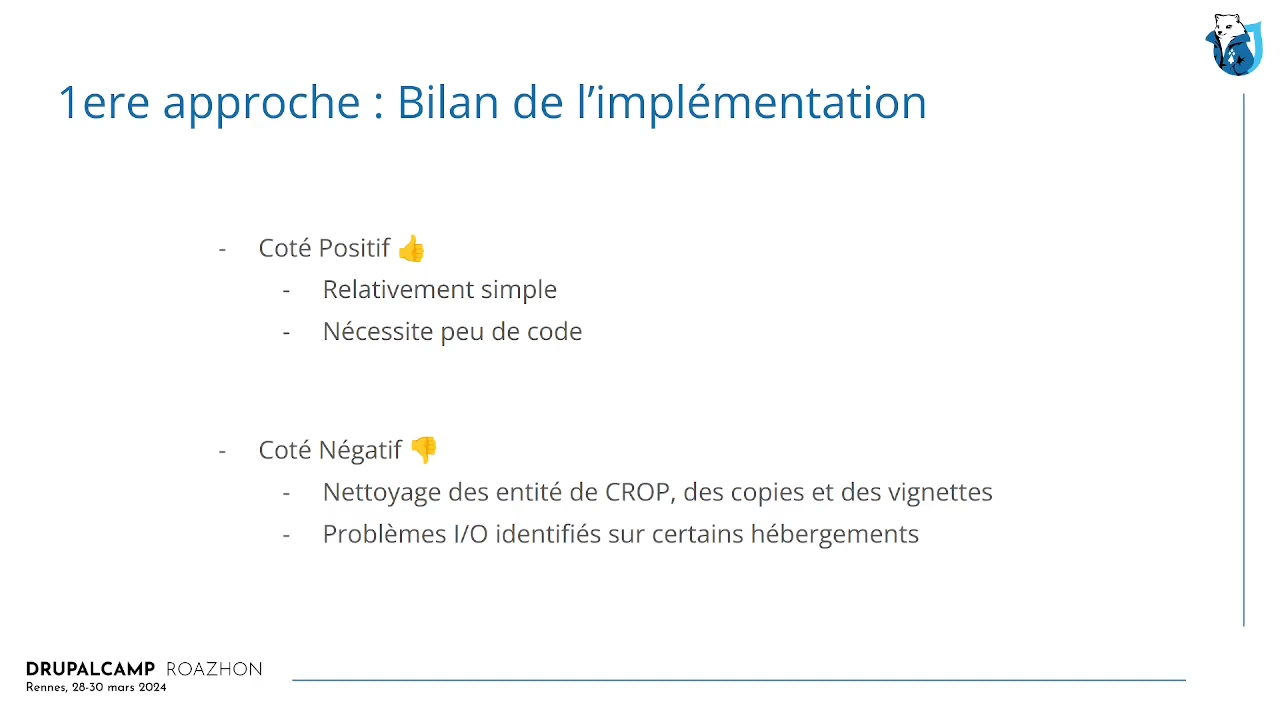 1ere approche : Bilan de l’implémentation
- Coté Positif 👍
- Relativement simple
- Nécessite peu de code
- Coté Négatif 👎
- Nettoyage des entité de CROP, des copies et des vignettes
- Problèmes I/O identifiés sur certains hébergements
DRUPALCAMP ROAZHON
Rennes, 28-30 mars 2024